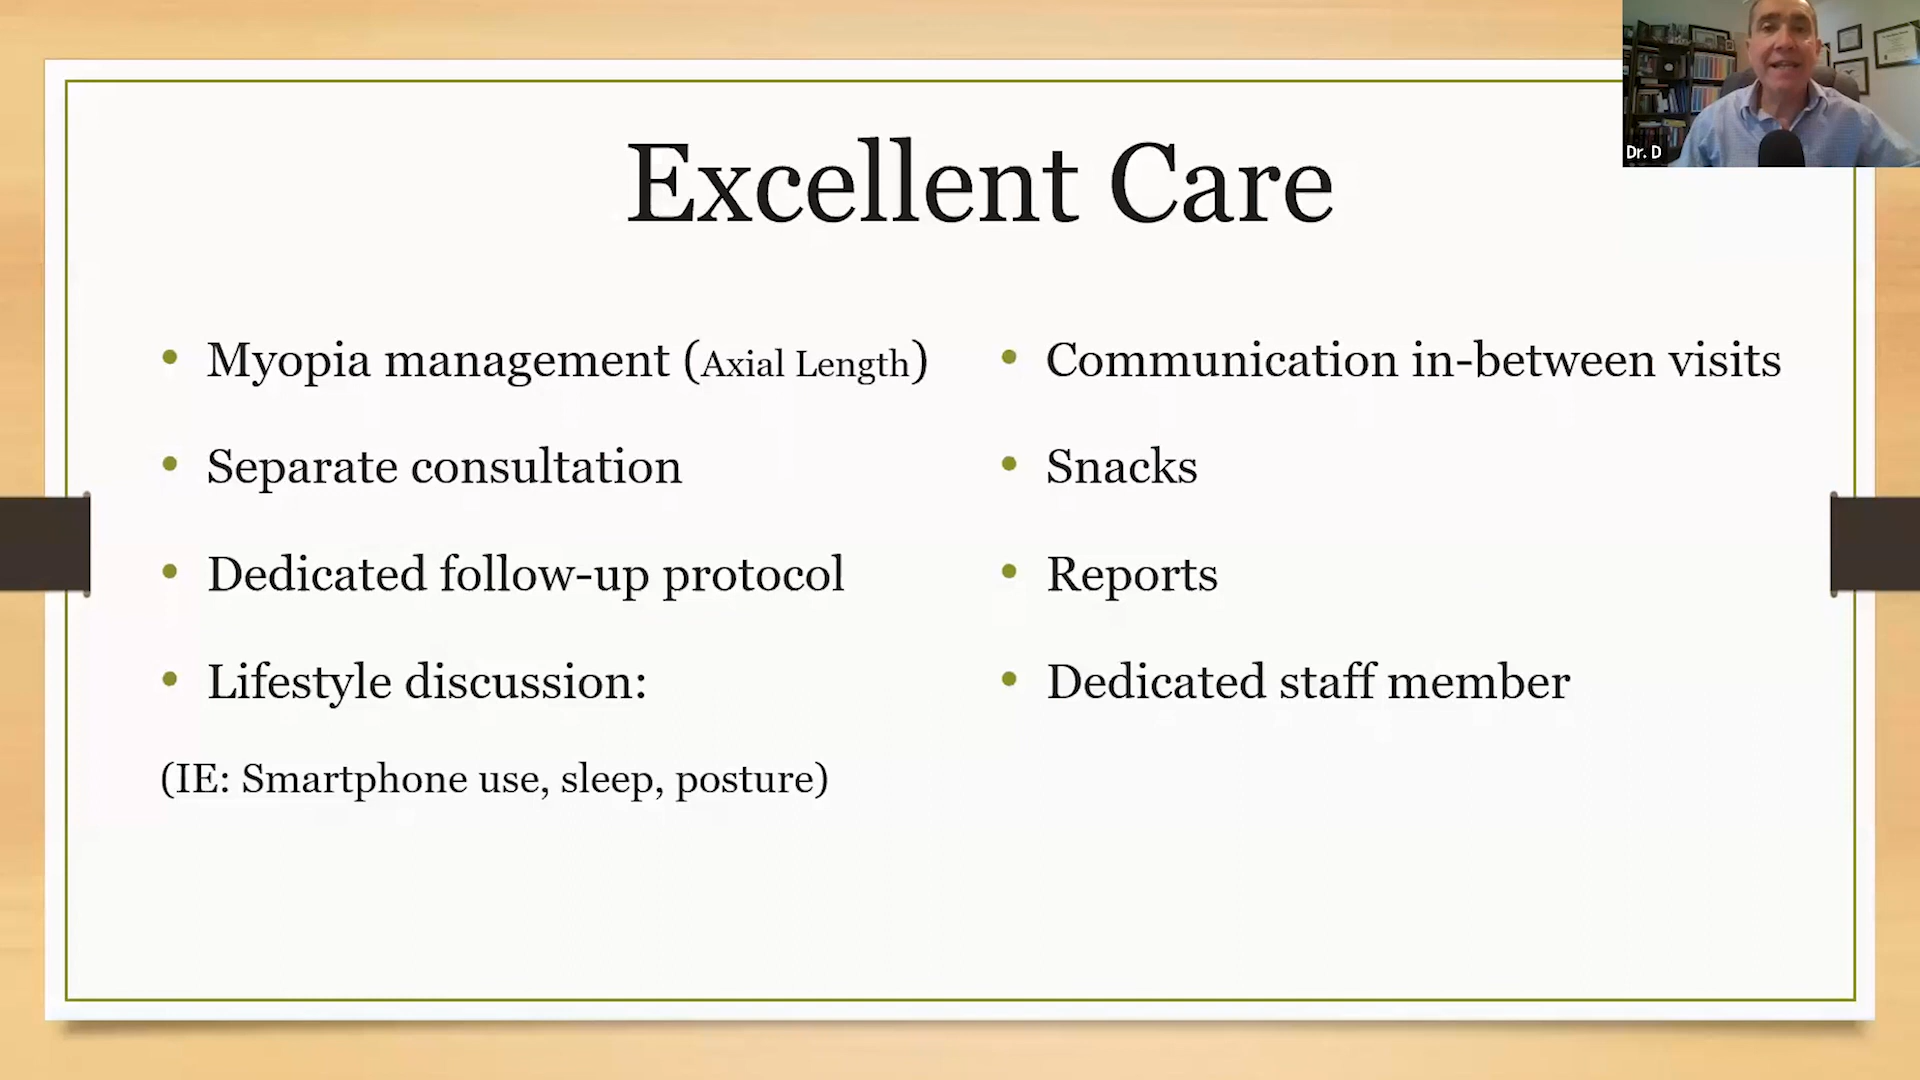 Dr. D
Excellent Care
• Myopia management (Axial Length)
• Separate consultation
• Dedicated follow-up protocol
• Lifestyle discussion:
(IE: Smartphone use, sleep, posture)
• Communication in-between visits
• Snacks
• Reports
• Dedicated staff member